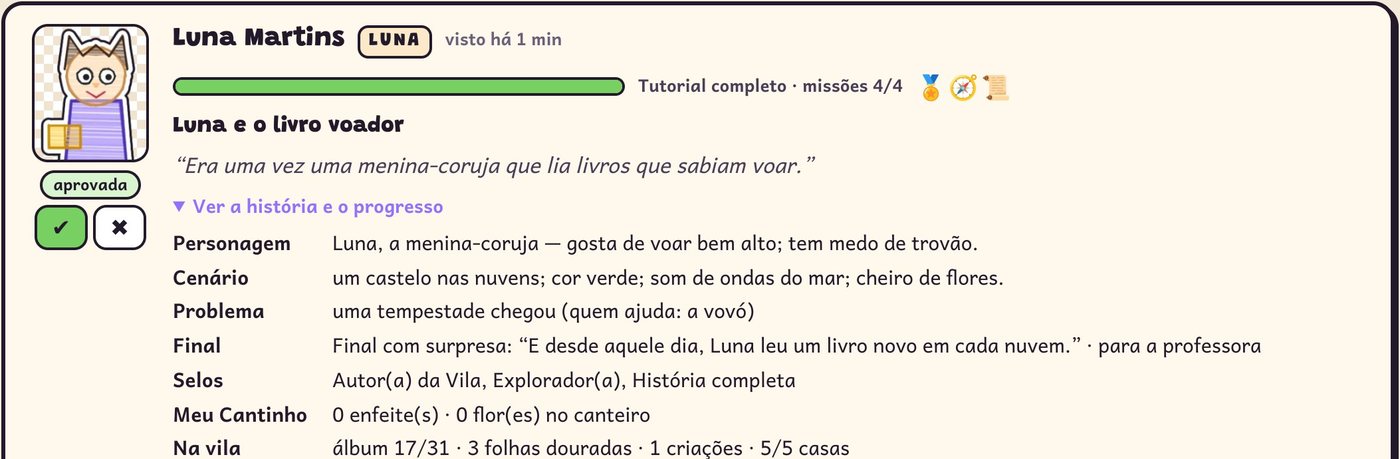 Luna Martins LUNA visto há 1 min
Tutorial completo · missões 4/4
Luna e o livro voador
“Era uma vez uma menina-coruja que lia livros que sabiam voar.”
aprovada
▼ Ver a história e o progresso
✔ ✖
Personagem Luna, a menina-coruja — gosta de voar bem alto; tem medo de trovão.
Cenário um castelo nas nuvens; cor verde; som de ondas do mar; cheiro de flores.
Problema uma tempestade chegou (quem ajuda: a vovó)
Final Final com surpresa: “E desde aquele dia, Luna leu um livro novo em cada nuvem.” · para a professora
Selos Autor(a) da Vila, Explorador(a), História completa
Meu Cantinho 0 enfeite(s) · 0 flor(es) no canteiro
Na vila álbum 17/31 · 3 folhas douradas · 1 criações · 5/5 casas